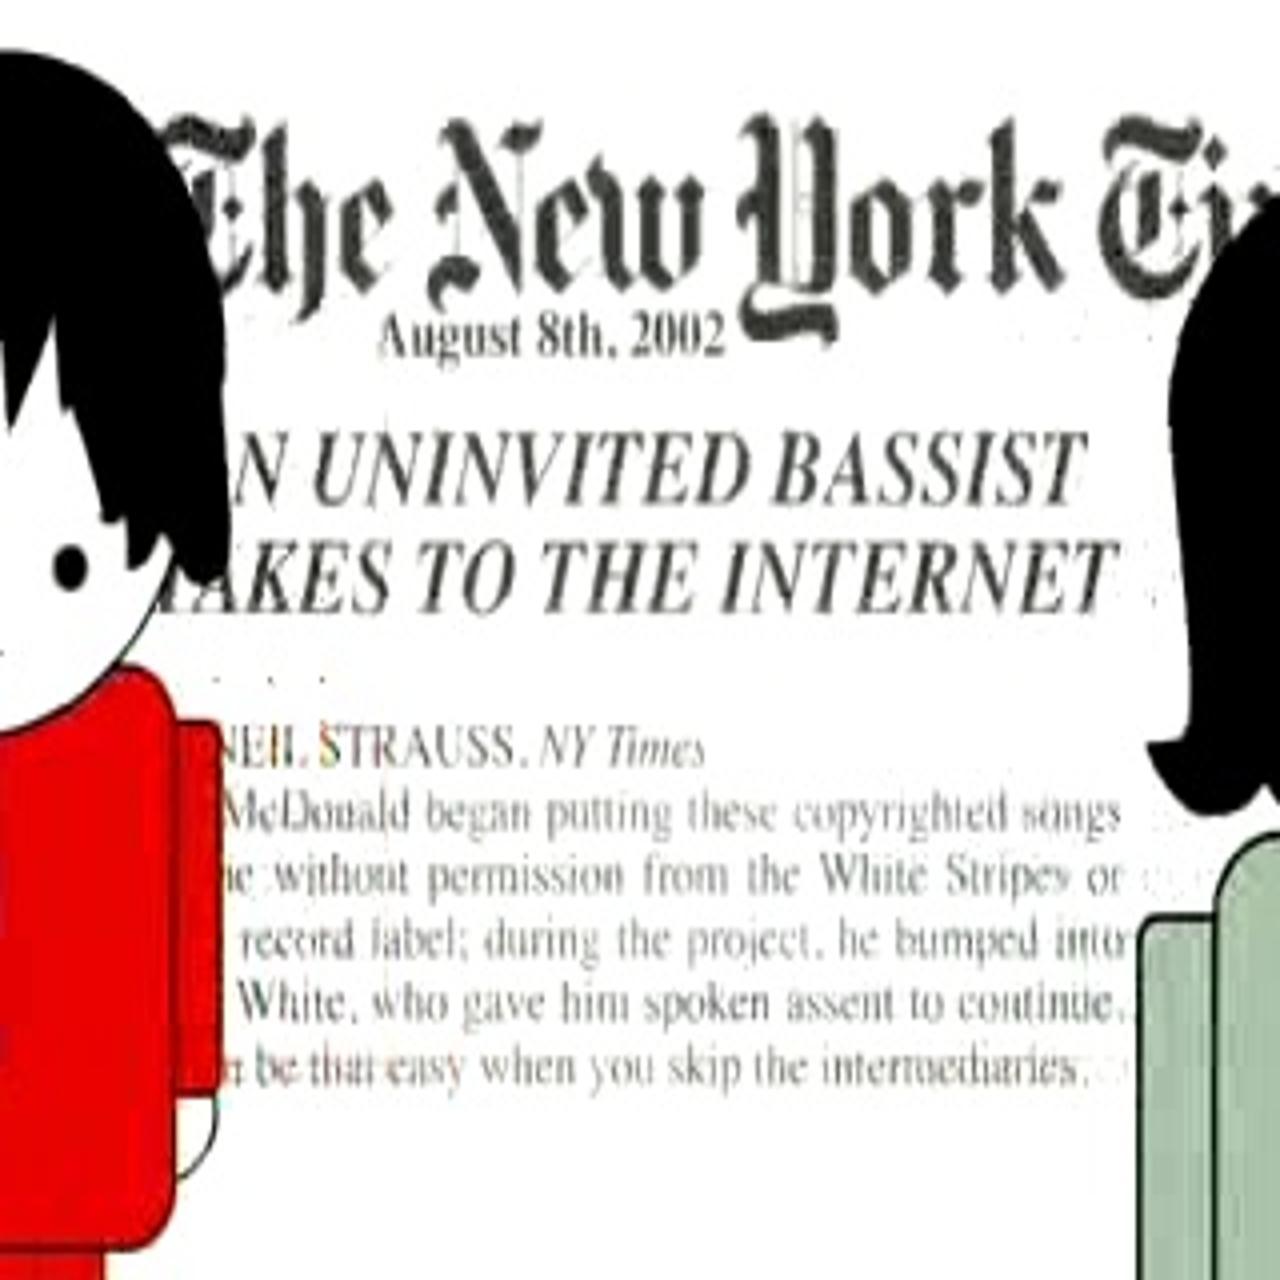 The New York Ti
August 8th, 2002
N UNINVITED BASSIST
TAKES TO THE INTERNET
NEIL STRAUSS, NY Times
McDonald began putting these copyrighted songs
ne without permission from the White Stripes or
record label; during the project, he bumped into
White, who gave him spoken assent to continue.
n be that easy when you skip the intermediaries.